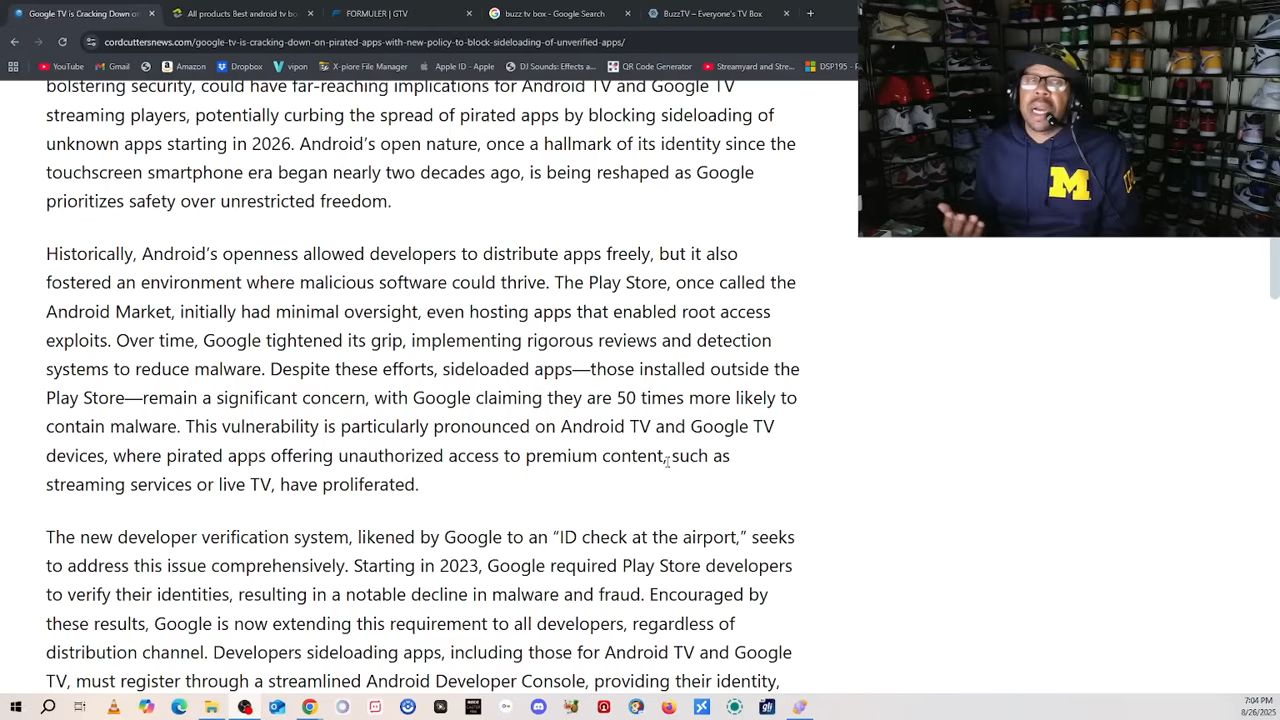 Google TV is Cracking Down on
All products Best android tv bo
FORMULER | GTV
buzz tv box - Google Search
BuzzTV – Everyone's TV Box
cordcuttersnews.com/google-tv-is-cracking-down-on-pirated-apps-with-new-policy-to-block-sideloading-of-unverified-apps/
YouTube
Gmail
Amazon
Dropbox
vipon
X-plore File Manager
Apple ID - Apple
DJ Sounds: Effects a...
QR Code Generator
Streamyard and Stre...
DSP195 -
bolstering security, could have far-reaching implications for Android TV and Google TV
streaming players, potentially curbing the spread of pirated apps by blocking sideloading of
unknown apps starting in 2026. Android's open nature, once a hallmark of its identity since the
touchscreen smartphone era began nearly two decades ago, is being reshaped as Google
prioritizes safety over unrestricted freedom.
Historically, Android's openness allowed developers to distribute apps freely, but it also
fostered an environment where malicious software could thrive. The Play Store, once called the
Android Market, initially had minimal oversight, even hosting apps that enabled root access
exploits. Over time, Google tightened its grip, implementing rigorous reviews and detection
systems to reduce malware. Despite these efforts, sideloaded apps—those installed outside the
Play Store—remain a significant concern, with Google claiming they are 50 times more likely to
contain malware. This vulnerability is particularly pronounced on Android TV and Google TV
devices, where pirated apps offering unauthorized access to premium content, such as
streaming services or live TV, have proliferated.
The new developer verification system, likened by Google to an “ID check at the airport,” seeks
to address this issue comprehensively. Starting in 2023, Google required Play Store developers
to verify their identities, resulting in a notable decline in malware and fraud. Encouraged by
these results, Google is now extending this requirement to all developers, regardless of
distribution channel. Developers sideloading apps, including those for Android TV and Google
TV, must register through a streamlined Android Developer Console, providing their identity,
M
7:04 PM
8/26/2025